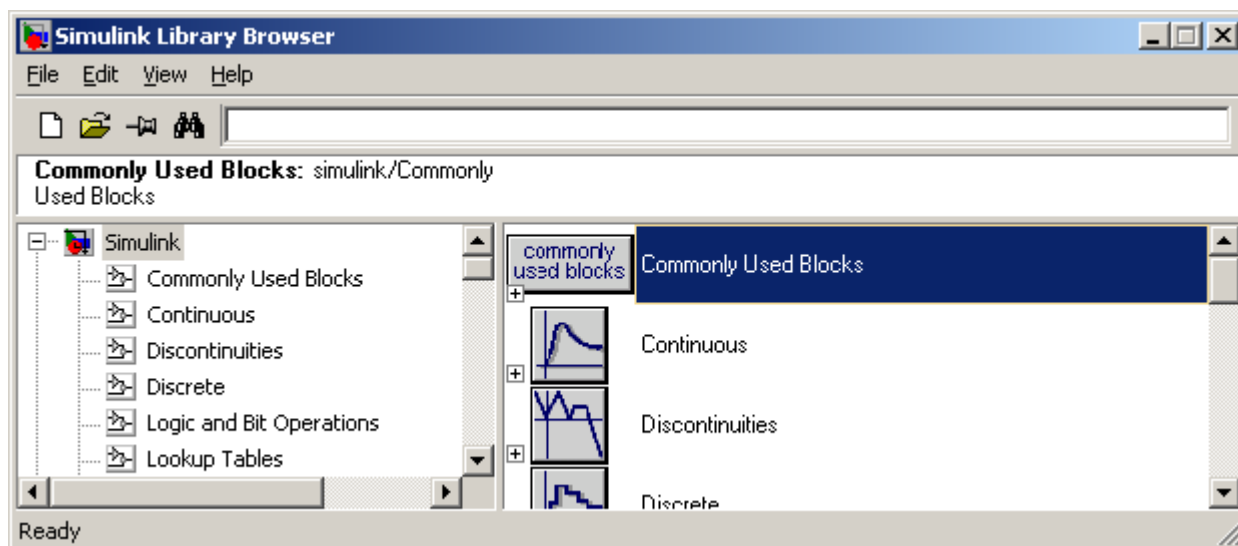 Simulink Library Browser
File Edit View Help
Commonly Used Blocks: simulink/Commonly
Used Blocks
Simulink
Commonly Used Blocks
Continuous
Discontinuities
Discrete
Logic and Bit Operations
Lookup Tables
commonly
used blocks
Commonly Used Blocks
Continuous
Discontinuities
Discrete
Ready